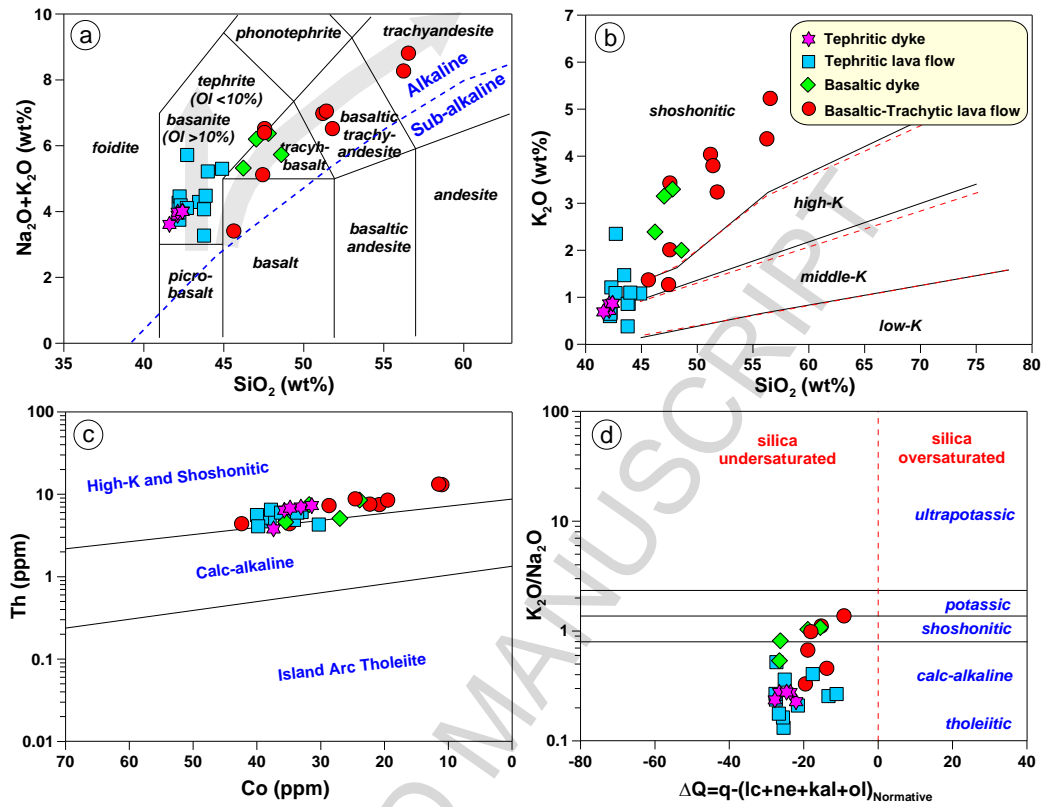 a
Na2O+K2O (wt%)
10
8
6
4
2
0
phonotephrite
trachyandesite
tephrite
(Ol <10%)
basanite
(Ol >10%)
foidite
Alkaline
Sub-alkaline
basaltic
trachy-
andesite
tracyh-
basalt
andesite
basaltic
andesite
basalt
picro-
basalt
35 41 45 50 55 60
SiO2 (wt%)
b
K2O (wt%)
7
6
5
4
3
2
1
0
Tephritic dyke
Tephritic lava flow
Basaltic dyke
Basaltic-Trachytic lava flow
shoshonitic
high-K
middle-K
low-K
40 45 50 55 60 65 70 75 80
SiO2 (wt%)
c
Th (ppm)
100
10
1
0.1
0.01
High-K and Shoshonitic
Calc-alkaline
Island Arc Tholeiite
70 60 50 40 30 20 10 0
Co (ppm)
d
K2O/Na2O
100
10
1
0.1
silica
undersaturated
silica
oversaturated
ultrapotassic
potassic
shoshonitic
calc-alkaline
tholeiitic
-80 -60 -40 -20 0 20 40
ΔQ=q-(lc+ne+kal+ol)Normative
D MANUSCRIPT